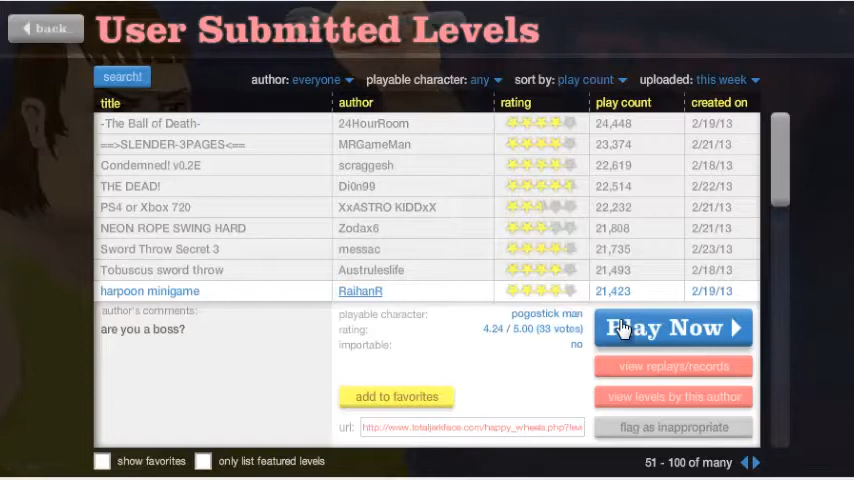 back
User Submitted Levels
search!
author: everyone playable character: any sort by: play count uploaded: this week
title author rating play count created on
-The Ball of Death- 24HourRoom 24,448 2/19/13
==>SLENDER-3PAGES<== MRGameMan 23,374 2/21/13
Condemned! v0.2E scraggesh 22,619 2/18/13
THE DEAD! Di0n99 22,514 2/22/13
PS4 or Xbox 720 XxASTRO KIDDxX 22,232 2/21/13
NEON ROPE SWING HARD Zodax6 21,808 2/21/13
Sword Throw Secret 3 messac 21,735 2/23/13
Tobuscus sword throw Austruleslife 21,493 2/18/13
harpoon minigame RaihanR 21,423 2/19/13
author's comments:
are you a boss?
playable character: pogostick man
rating: 4.24 / 5.00 (33 votes)
importable: no
Play Now
view replays/records
add to favorites
view levels by this author
url: http://www.totaljerkface.com/happy_wheels.php?leve
flag as inappropriate
show favorites only list featured levels
51 - 100 of many